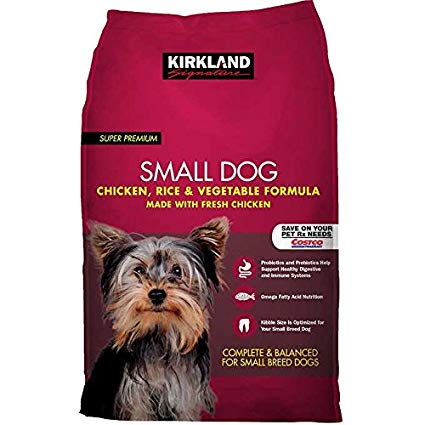 KIRKLAND
Signature
SUPER PREMIUM
SMALL DOG
CHICKEN, RICE & VEGETABLE FORMULA
MADE WITH FRESH CHICKEN
SAVE ON YOUR
PET Rx NEEDS
COSTCO
Probiotics and Prebiotics Help
Support Healthy Digestive
and Immune Systems
Omega Fatty Acid Nutrition
Kibble Size is Optimized for
Your Small Breed Dog
COMPLETE & BALANCED
FOR SMALL BREED DOGS